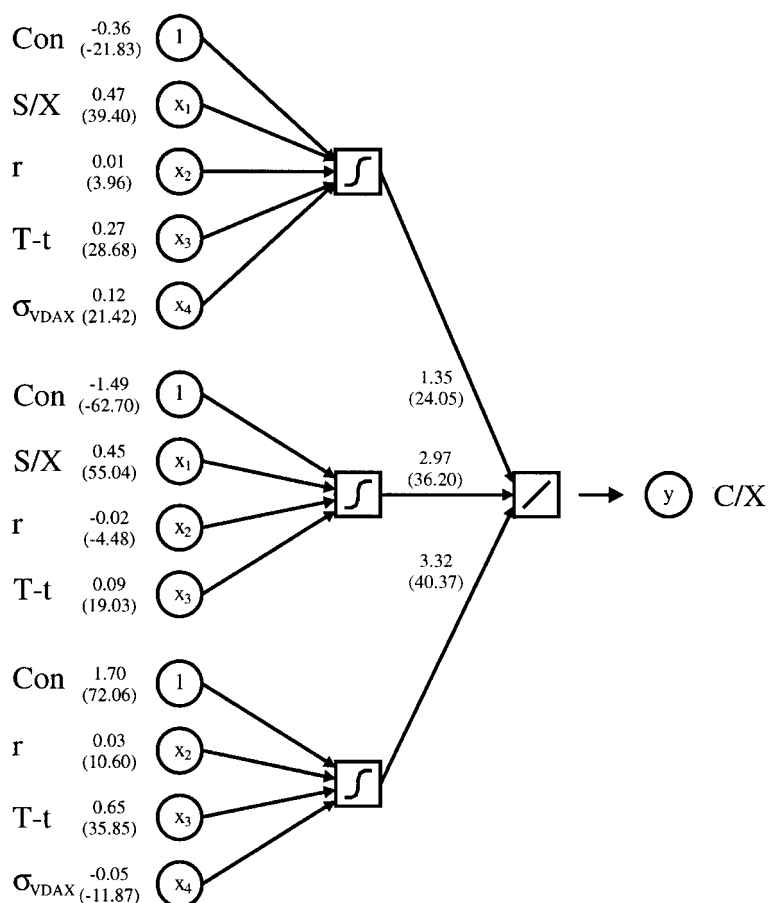 Con -0.36 1
(-21.83)
S/X 0.47 x1
(39.40)
r 0.01 x2
(3.96)
T-t 0.27 x3
(28.68)
σVDAX 0.12 x4
(21.42)
Con -1.49 1
(-62.70)
S/X 0.45 x1
(55.04)
r -0.02 x2
(-4.48)
T-t 0.09 x3
(19.03)
Con 1.70 1
(72.06)
r 0.03 x2
(10.60)
T-t 0.65 x3
(35.85)
σVDAX -0.05 x4
(-11.87)
1.35
(24.05)
2.97
(36.20)
3.32
(40.37)
y C/X